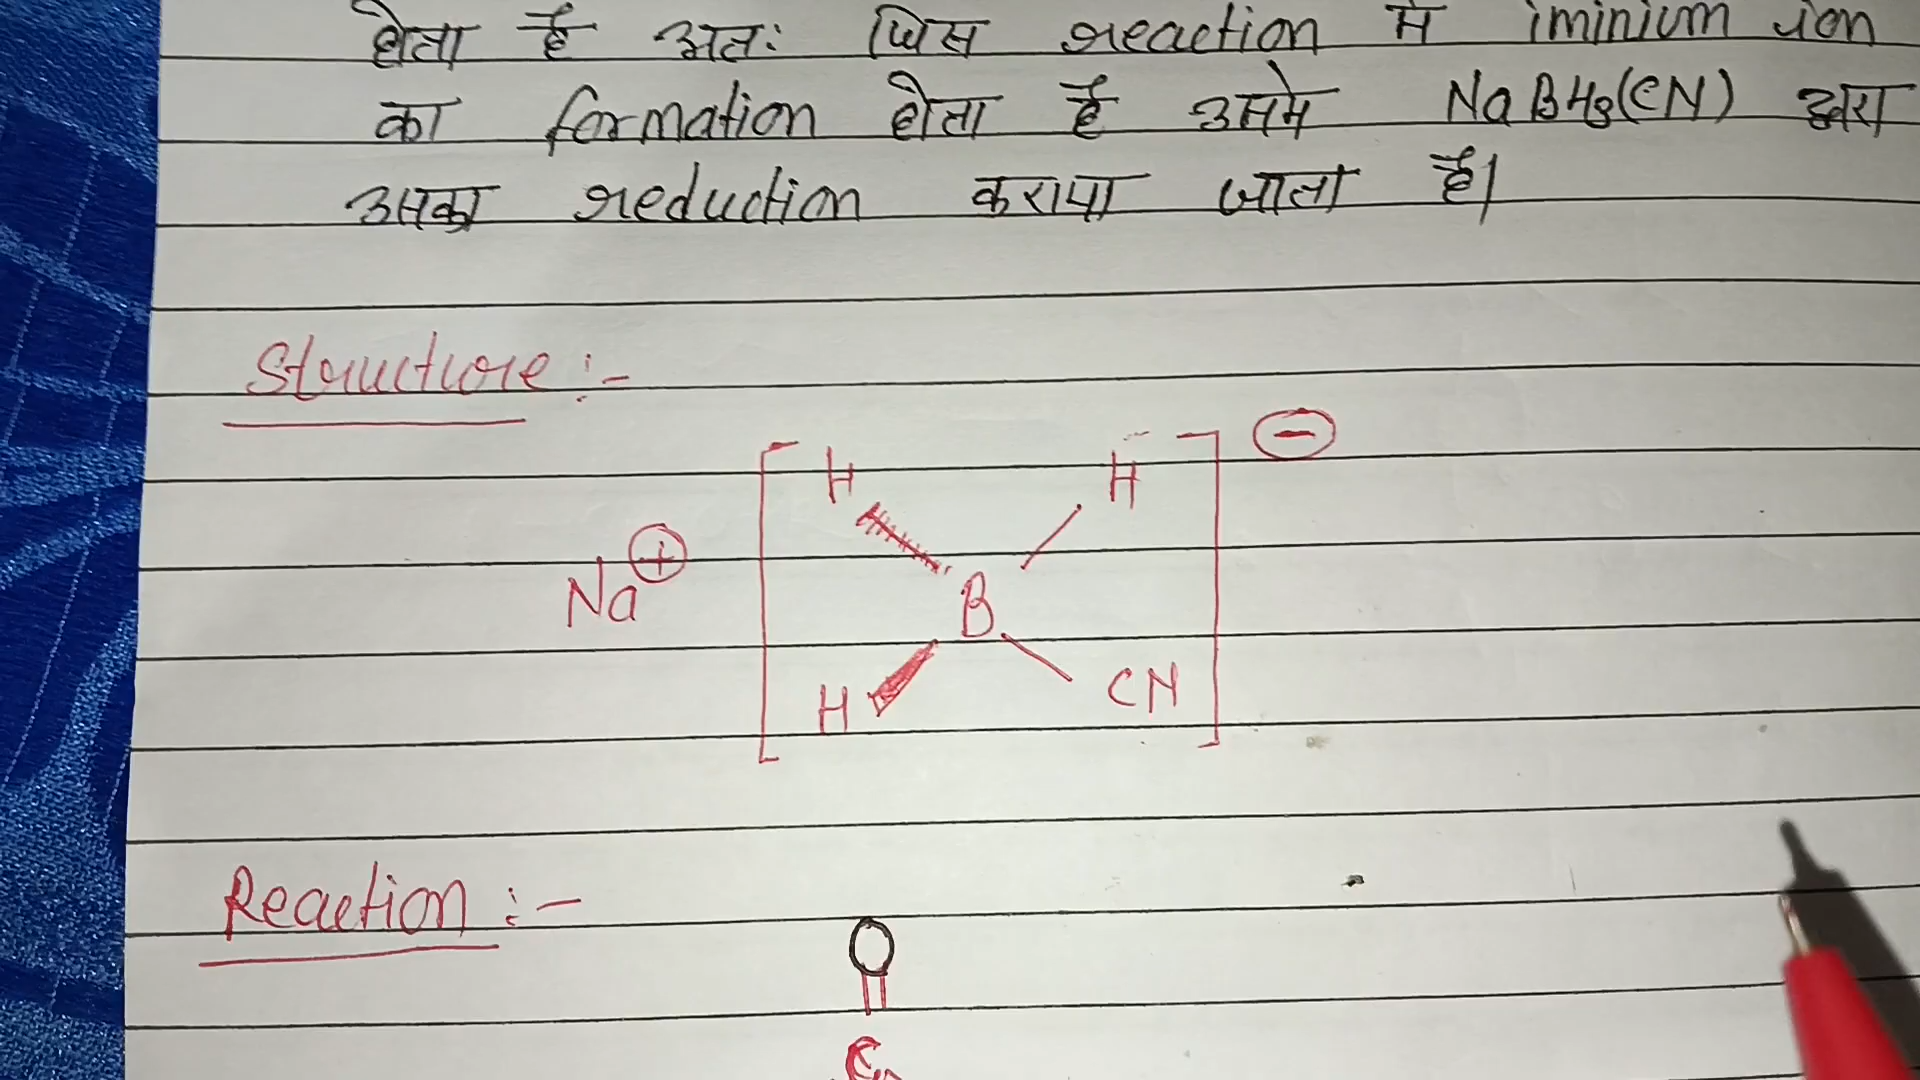 होता है अतः जिस reaction मे iminium ion
का formation होता है उसमे NaBH3(CN) द्वारा
उसका reduction कराया जाता है।
Structure :-
H H ⊖
Na⊕
B
H CN
Reaction :-
O
C